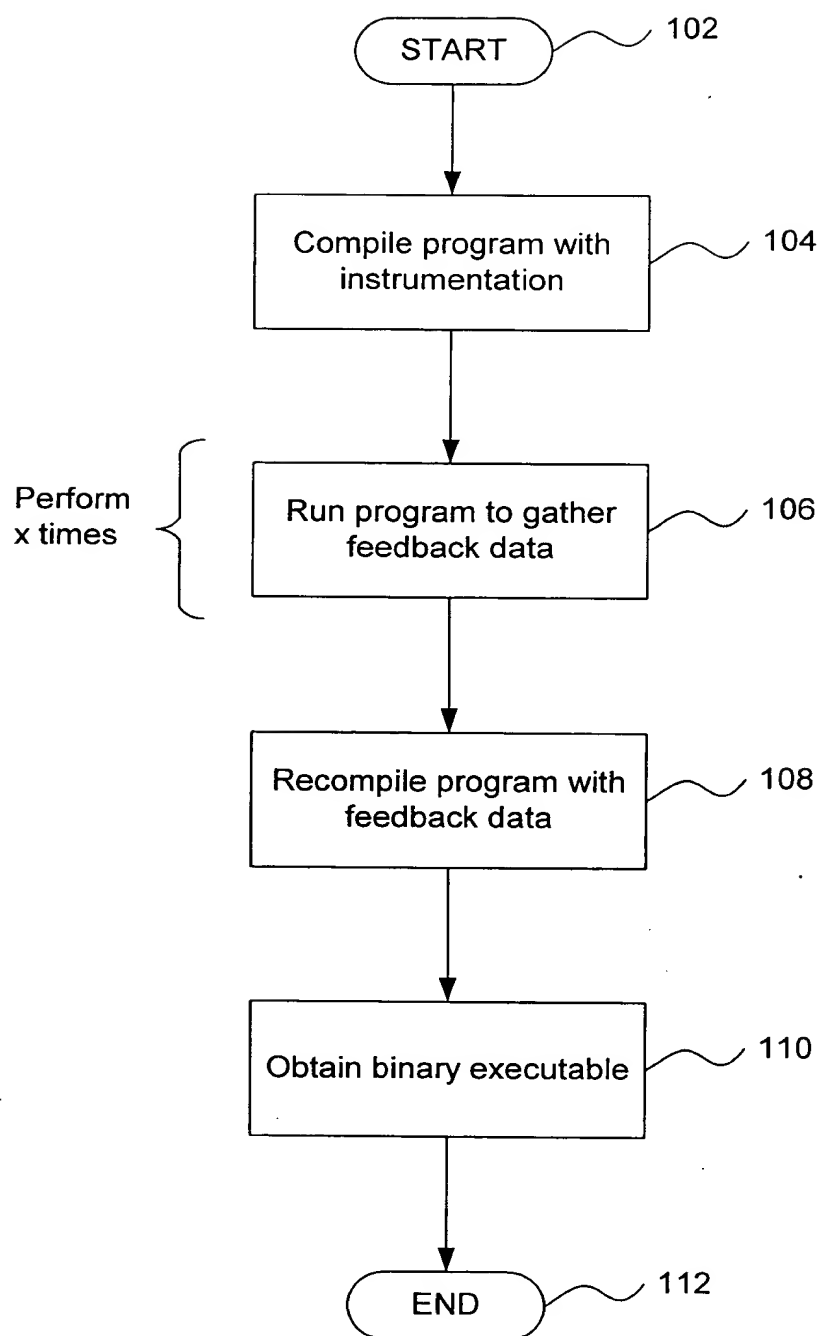 START
102
Compile program with
instrumentation
104
Perform
x times
Run program to gather
feedback data
106
Recompile program with
feedback data
108
Obtain binary executable
110
END
112